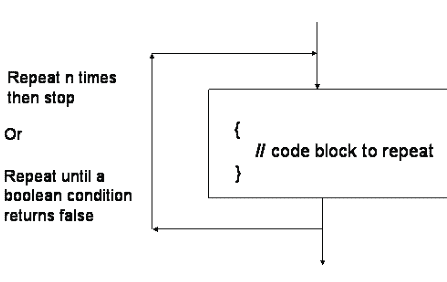 Repeat n times
then stop
Or
Repeat until a
boolean condition
returns false
{
// code block to repeat
}